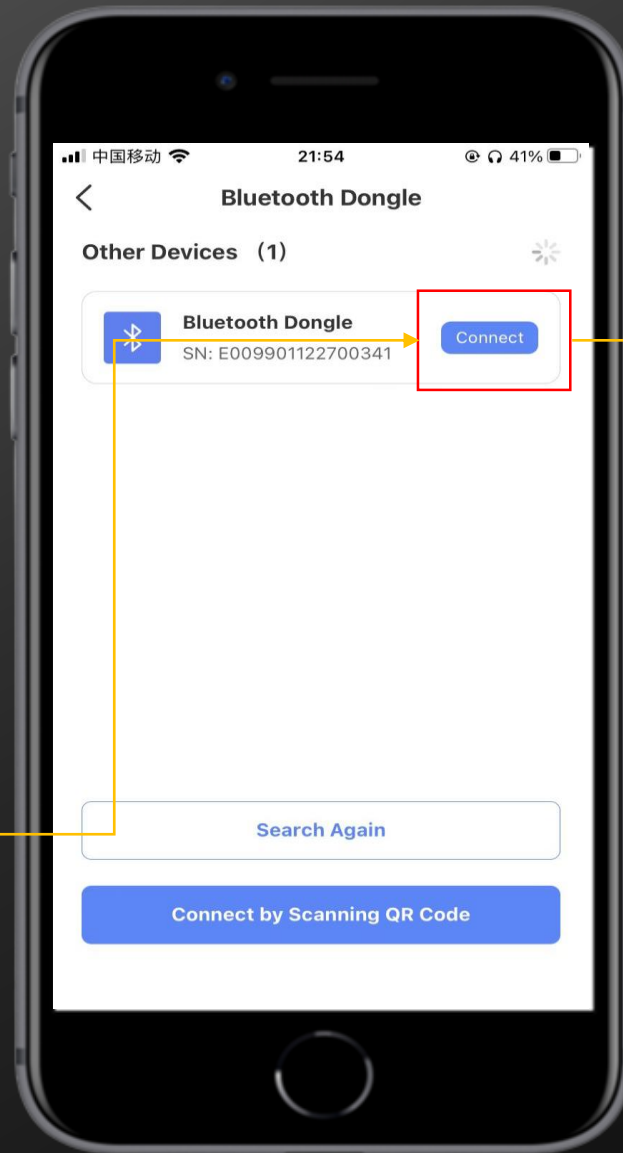 中国移动 21:54 41%
Bluetooth Dongle
Other Devices （1）
Bluetooth Dongle
SN: E009901122700341
Connect
Search Again
Connect by Scanning QR Code